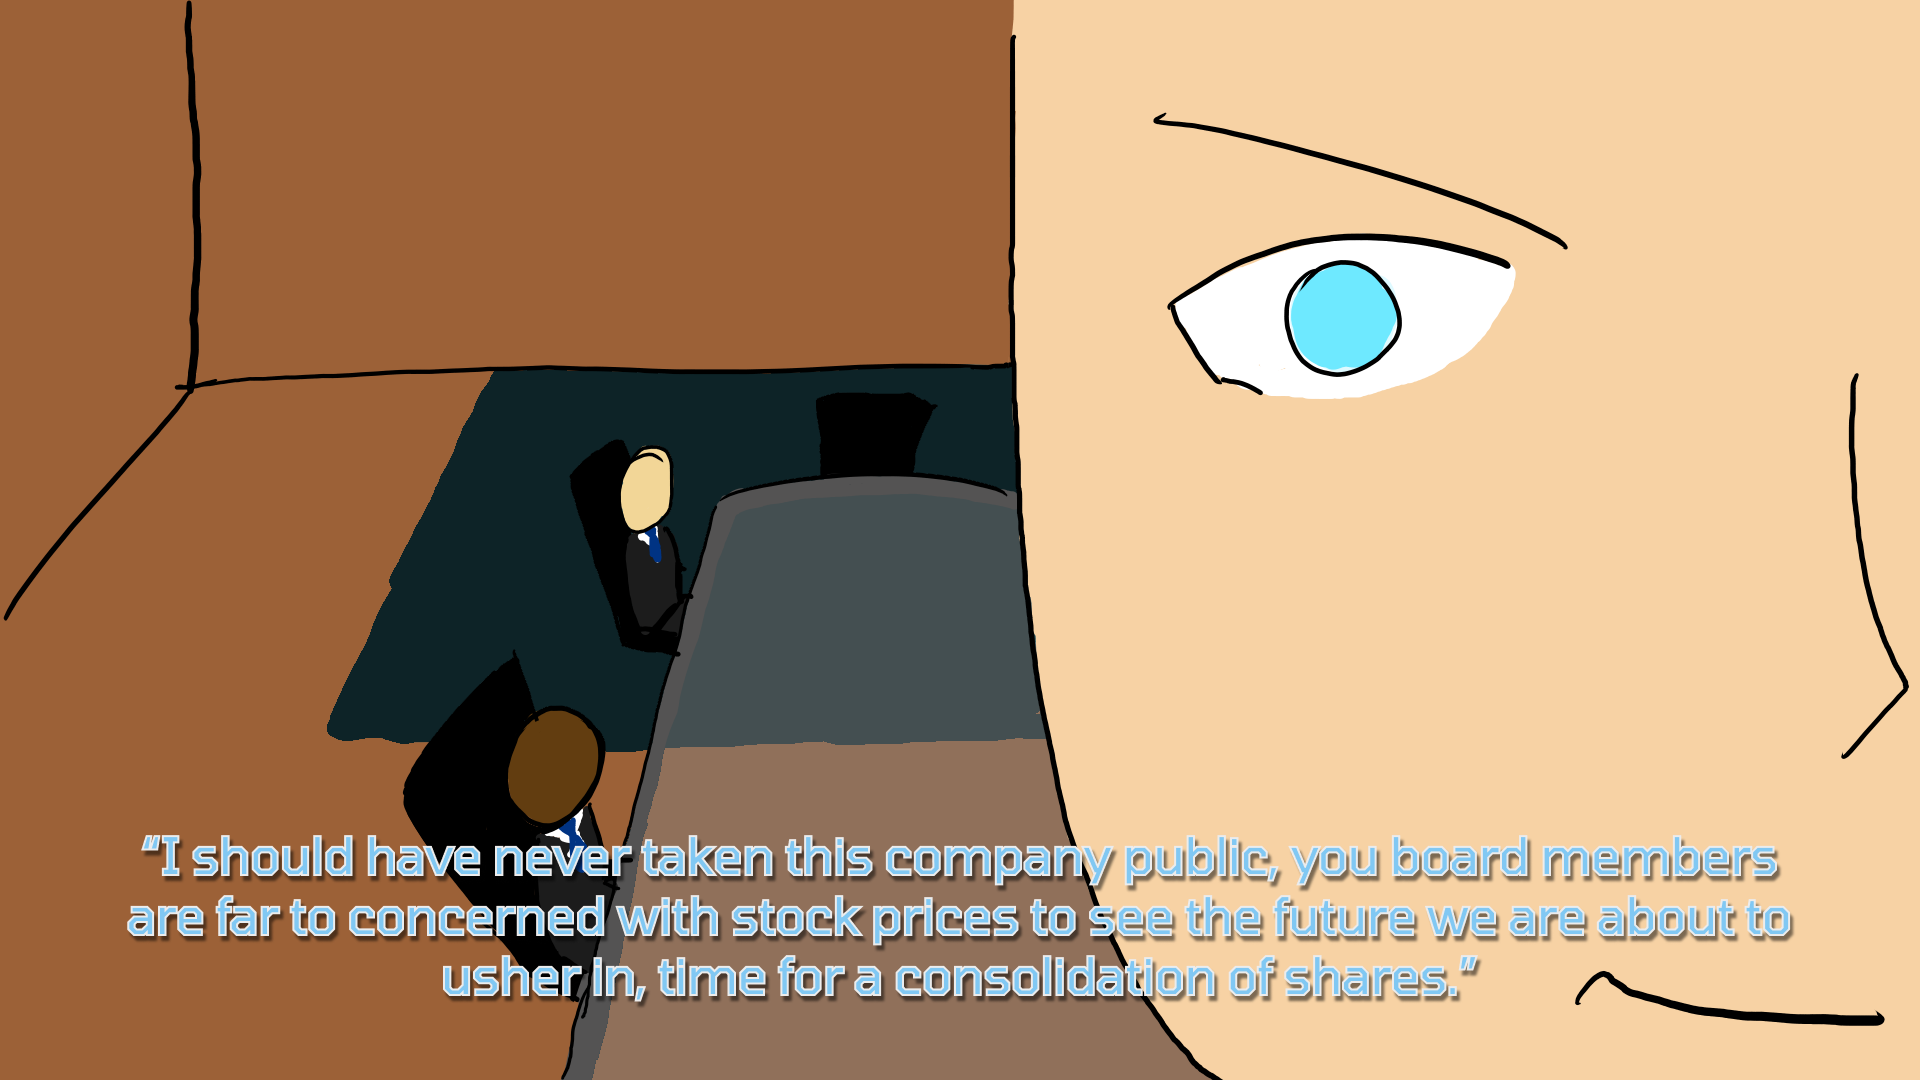 “I should have never taken this company public, you board members
are far to concerned with stock prices to see the future we are about to
usher in, time for a consolidation of shares.”